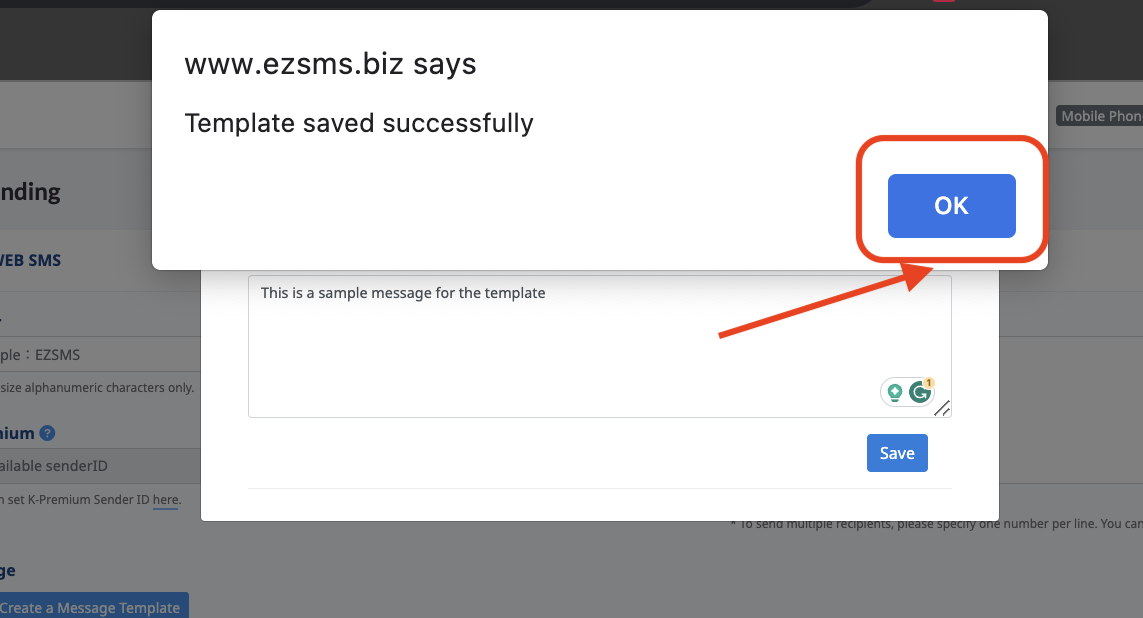 www.ezsms.biz says
Template saved successfully
OK
Mobile Phon
nding
WEB SMS
This is a sample message for the template
ple : EZSMS
size alphanumeric characters only.
1
nium ?
ailable senderID
Save
n set K-Premium Sender ID here.
* To send multiple recipients, please specify one number per line. You can
ge
Create a Message Template